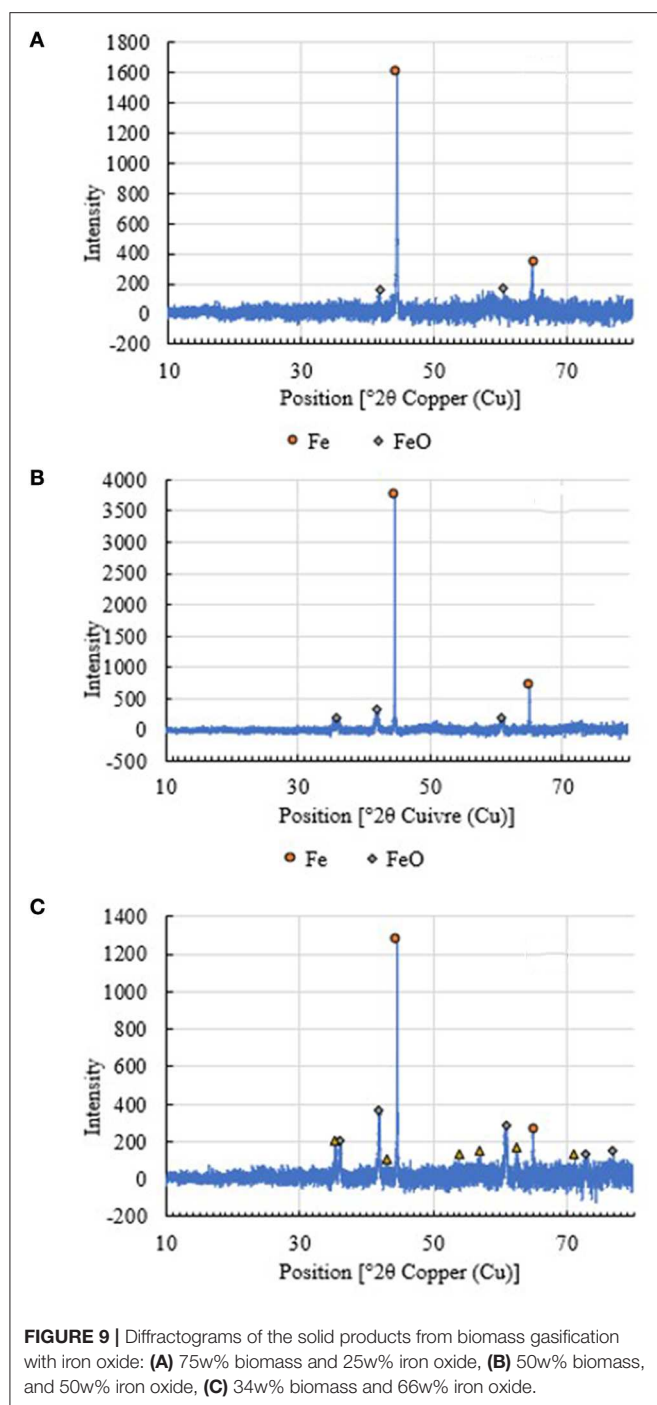 A
1800
1600
1400
1200
1000
800
600
400
200
0
-200
Intensity
10 30 50 70
Position [°2θ Copper (Cu)]
Fe FeO
B
4000
3500
3000
2500
2000
1500
1000
500
0
-500
Intensity
10 30 50 70
Position [°2θ Cuivre (Cu)]
Fe FeO
C
1400
1200
1000
800
600
400
200
0
-200
Intensity
10 30 50 70
Position [°2θ Copper (Cu)]
FIGURE 9 | Diffractograms of the solid products from biomass gasification
with iron oxide: (A) 75w% biomass and 25w% iron oxide, (B) 50w% biomass,
and 50w% iron oxide, (C) 34w% biomass and 66w% iron oxide.